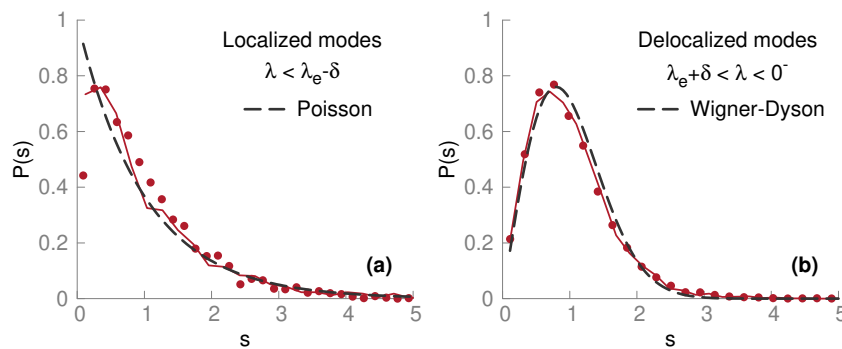 1
0.8
0.6
0.4
0.2
0
P(s)
0 1 2 3 4 5
s
Localized modes
λ < λe-δ
Poisson
(a)
1
0.8
0.6
0.4
0.2
0
P(s)
0 1 2 3 4 5
s
Delocalized modes
λe+δ < λ < 0⁻
Wigner-Dyson
(b)